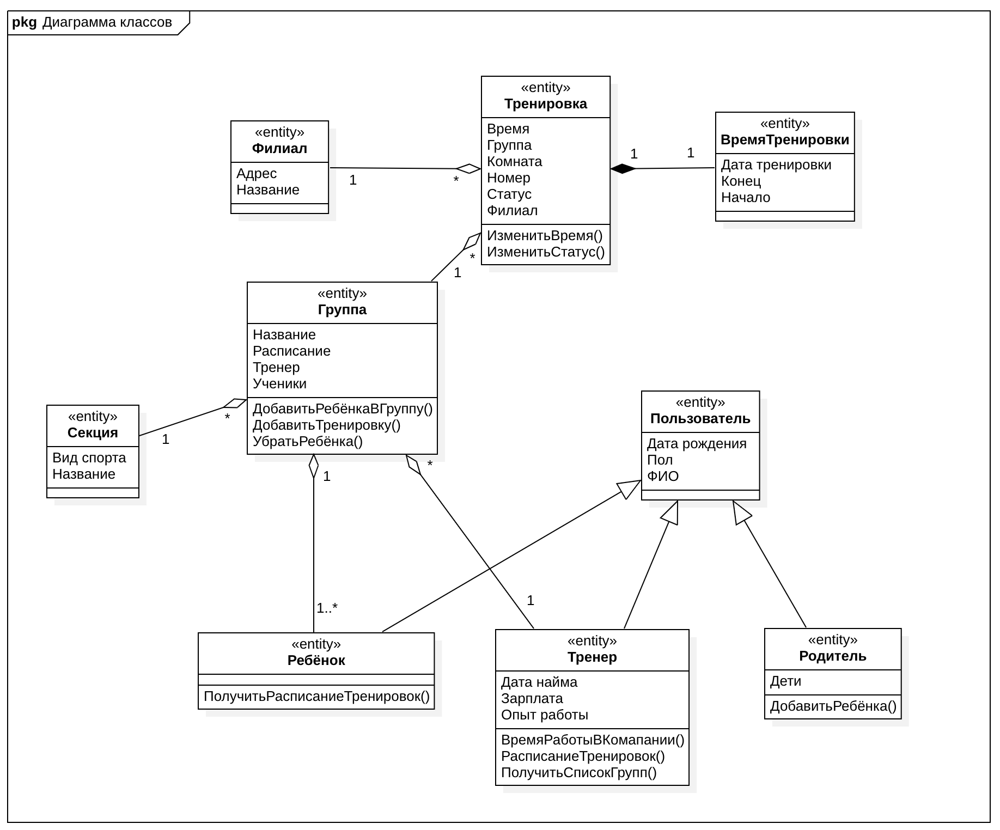 pkg Диаграмма классов
«entity»
Тренировка
Время
Группа
Комната
Номер
Статус
Филиал
ИзменитьВремя()
ИзменитьСтатус()
«entity»
ВремяТренировки
Дата тренировки
Конец
Начало
«entity»
Филиал
Адрес
Название
1
*
1
1
*
1
«entity»
Группа
Название
Расписание
Тренер
Ученики
ДобавитьРебёнкаВГруппу()
ДобавитьТренировку()
УбратьРебёнка()
«entity»
Секция
Вид спорта
Название
1
*
«entity»
Пользователь
Дата рождения
Пол
ФИО
1
*
1..*
1
«entity»
Ребёнок
ПолучитьРасписаниеТренировок()
«entity»
Тренер
Дата найма
Зарплата
Опыт работы
ВремяРаботыВКомапании()
РасписаниеТренировок()
ПолучитьСписокГрупп()
«entity»
Родитель
Дети
ДобавитьРебёнка()